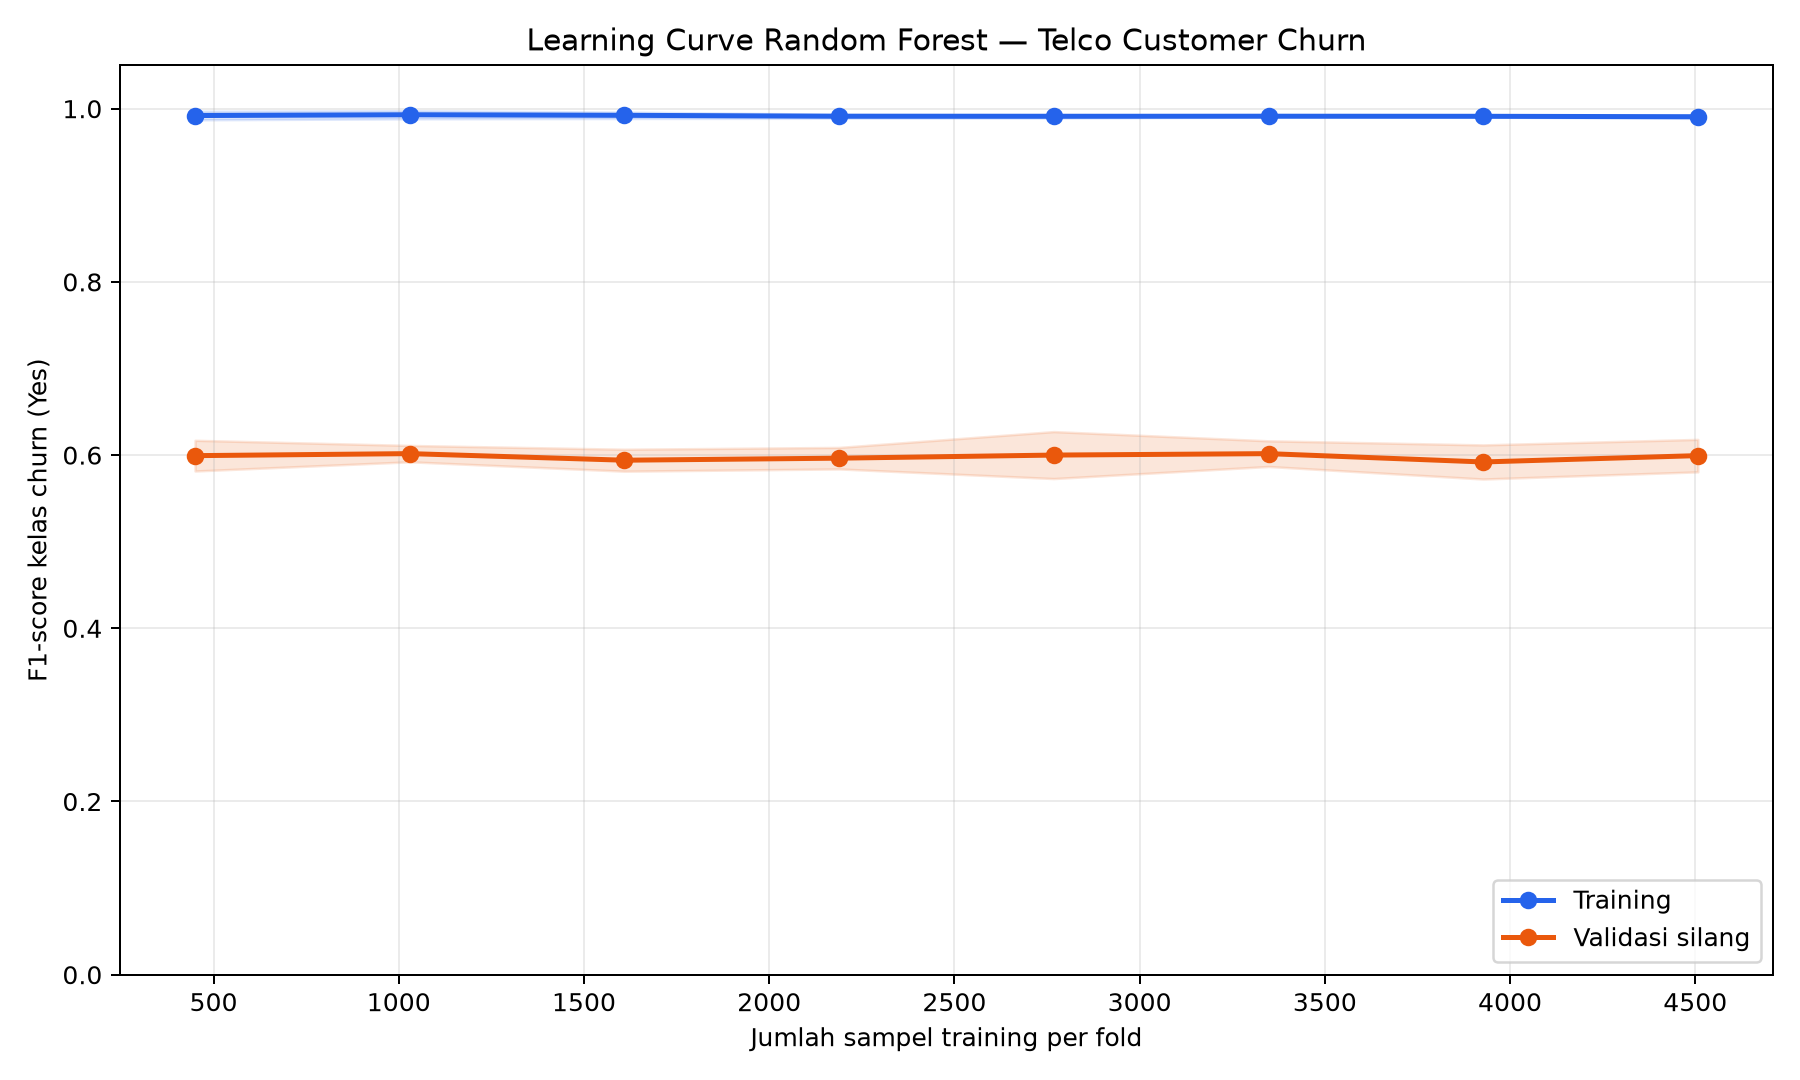 Learning Curve Random Forest — Telco Customer Churn
F1-score kelas churn (Yes)
1.0
0.8
0.6
0.4
0.2
0.0
Training
Validasi silang
500 1000 1500 2000 2500 3000 3500 4000 4500
Jumlah sampel training per fold